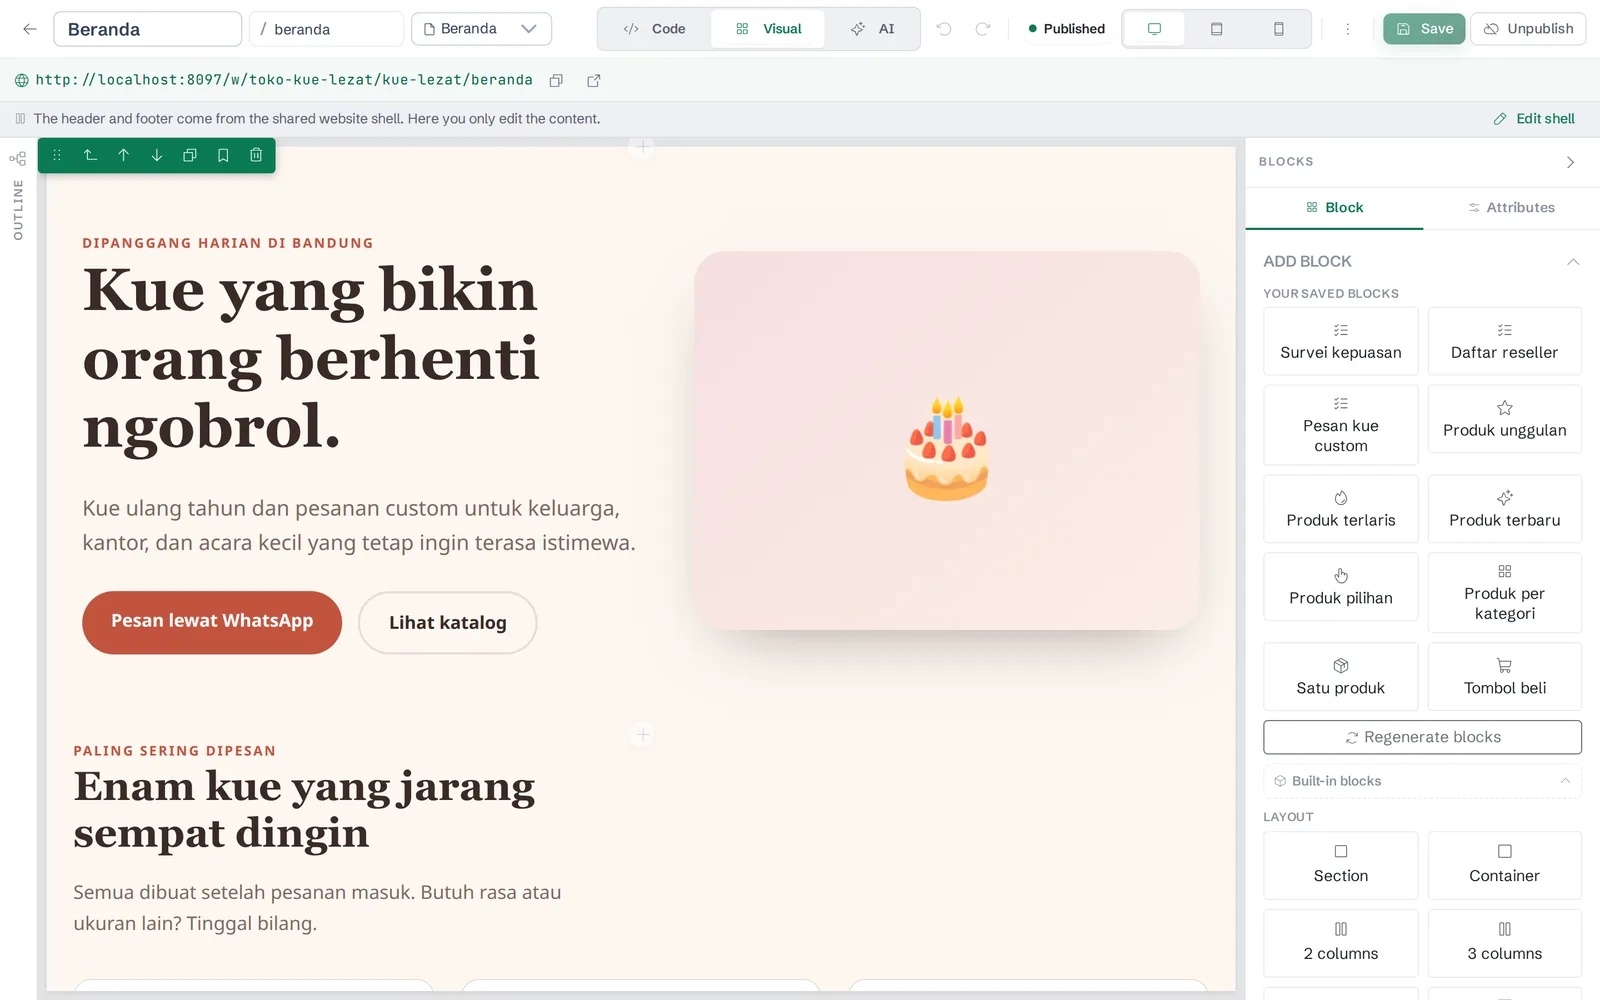 Beranda
/ beranda
Beranda
Code
Visual
AI
Published
Save
Unpublish
http://localhost:8097/w/toko-kue-lezat/kue-lezat/beranda
The header and footer come from the shared website shell. Here you only edit the content.
Edit shell
OUTLINE
DIPANGGANG HARIAN DI BANDUNG
Kue yang bikin
orang berhenti
ngobrol.
Kue ulang tahun dan pesanan custom untuk keluarga,
kantor, dan acara kecil yang tetap ingin terasa istimewa.
Pesan lewat WhatsApp
Lihat katalog
PALING SERING DIPESAN
Enam kue yang jarang
sempat dingin
Semua dibuat setelah pesanan masuk. Butuh rasa atau
ukuran lain? Tinggal bilang.
BLOCKS
Block
Attributes
ADD BLOCK
YOUR SAVED BLOCKS
Survei kepuasan
Daftar reseller
Pesan kue
custom
Produk unggulan
Produk terlaris
Produk terbaru
Produk pilihan
Produk per
kategori
Satu produk
Tombol beli
Regenerate blocks
Built-in blocks
LAYOUT
Section
Container
2 columns
3 columns